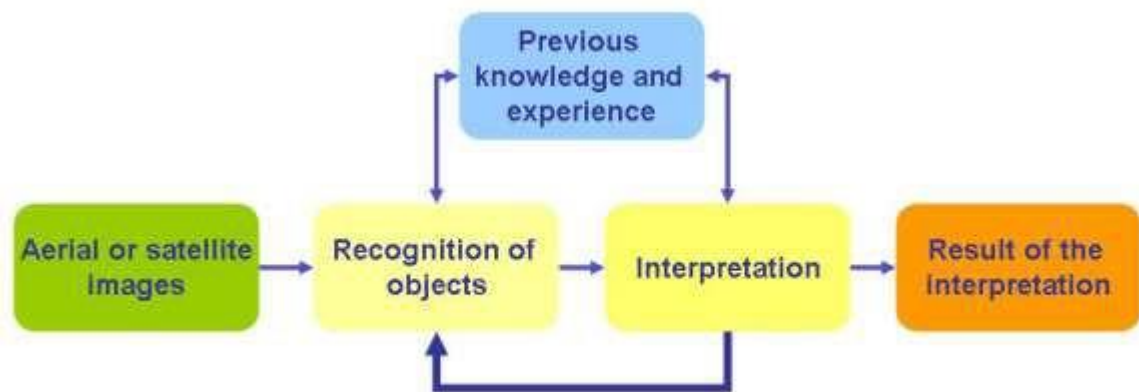 Previous
knowledge and
experience
Aerial or satellite
images
Recognition of
objects
Interpretation
Result of the
interpretation